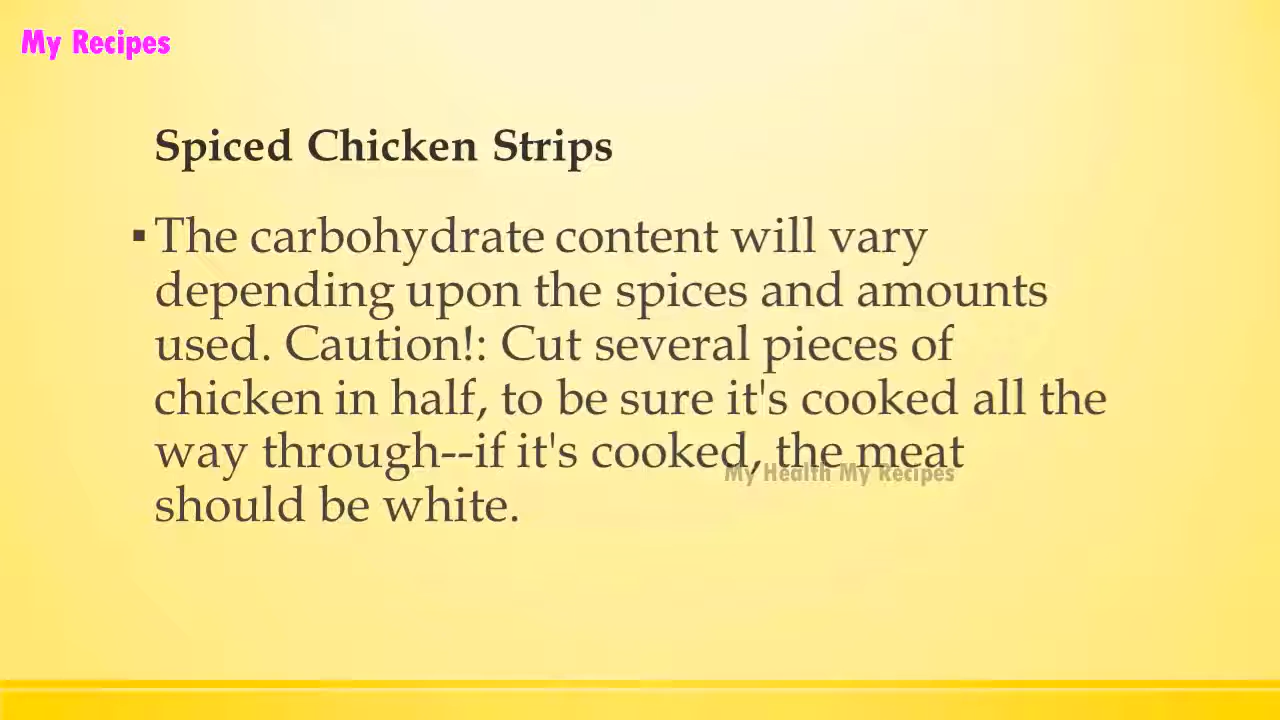 My Recipes
Spiced Chicken Strips
▪ The carbohydrate content will vary
depending upon the spices and amounts
used. Caution!: Cut several pieces of
chicken in half, to be sure it's cooked all the
way through--if it's cooked, the meat
My Health My Recipes
should be white.